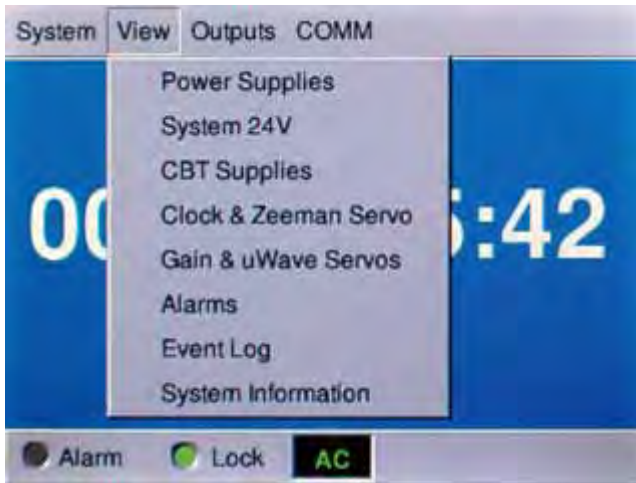 System View Outputs COMM
Power Supplies
System 24V
CBT Supplies
Clock & Zeeman Servo
Gain & uWave Servos
Alarms
Event Log
System Information
:42
Alarm Lock AC